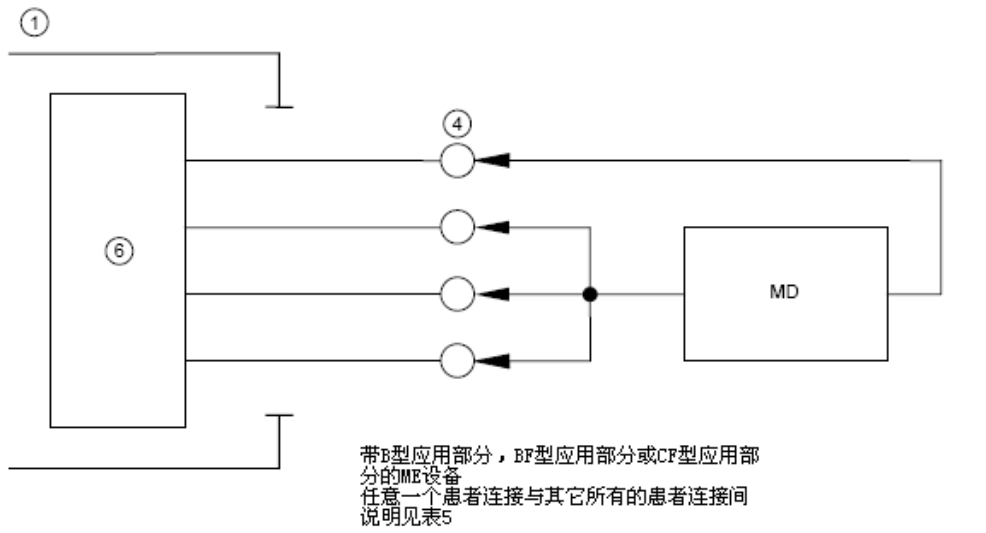 ①
④
⑥
MD
带B型应用部分，BF型应用部分或CF型应用部
分的ME设备
任意一个患者连接与其它所有的患者连接间
说明见表5